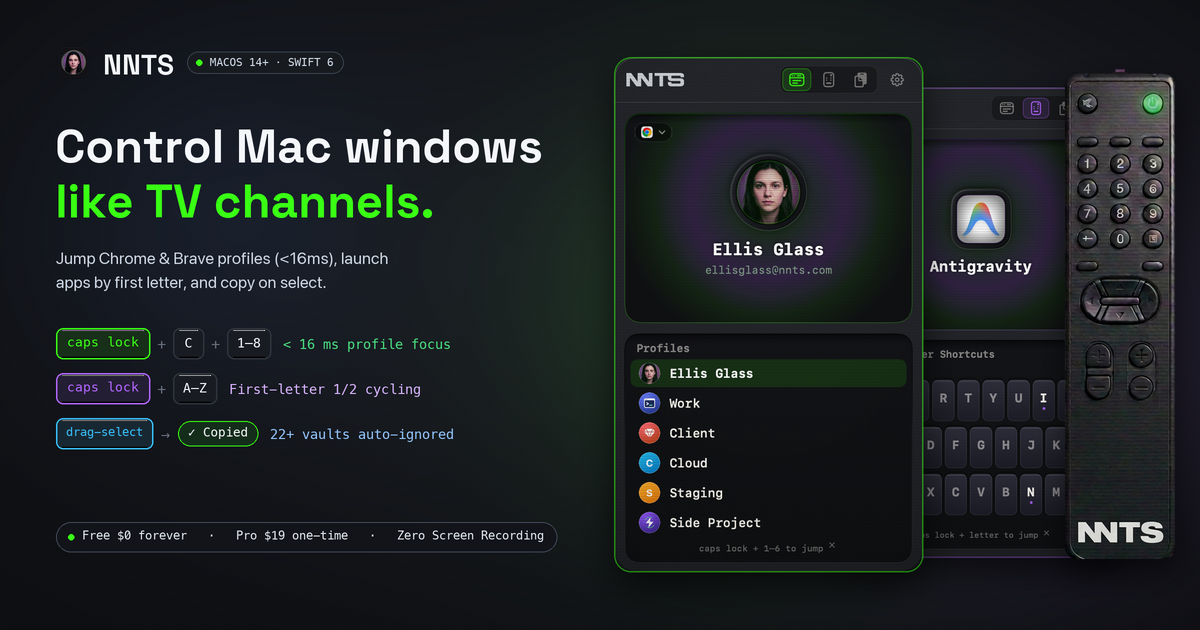 NNTS
MACOS 14+ · SWIFT 6
Control Mac windows
like TV channels.
Jump Chrome & Brave profiles (<16ms), launch
apps by first letter, and copy on select.
caps lock + C + 1–8 < 16 ms profile focus
caps lock + A–Z First-letter 1/2 cycling
drag-select → ✓ Copied 22+ vaults auto-ignored
Free $0 forever · Pro $19 one-time · Zero Screen Recording
NNTS
Ellis Glass
ellisglass@nnts.com
Profiles
Ellis Glass
Work
Client
C Cloud
S Staging
Side Project
caps lock + 1–6 to jump ×
Antigravity
Shortcuts
R T Y U I
D F G H J K
X C V B N M
lock + letter to jump ×
1 2 3
4 5 6
7 8 9
0
NNTS